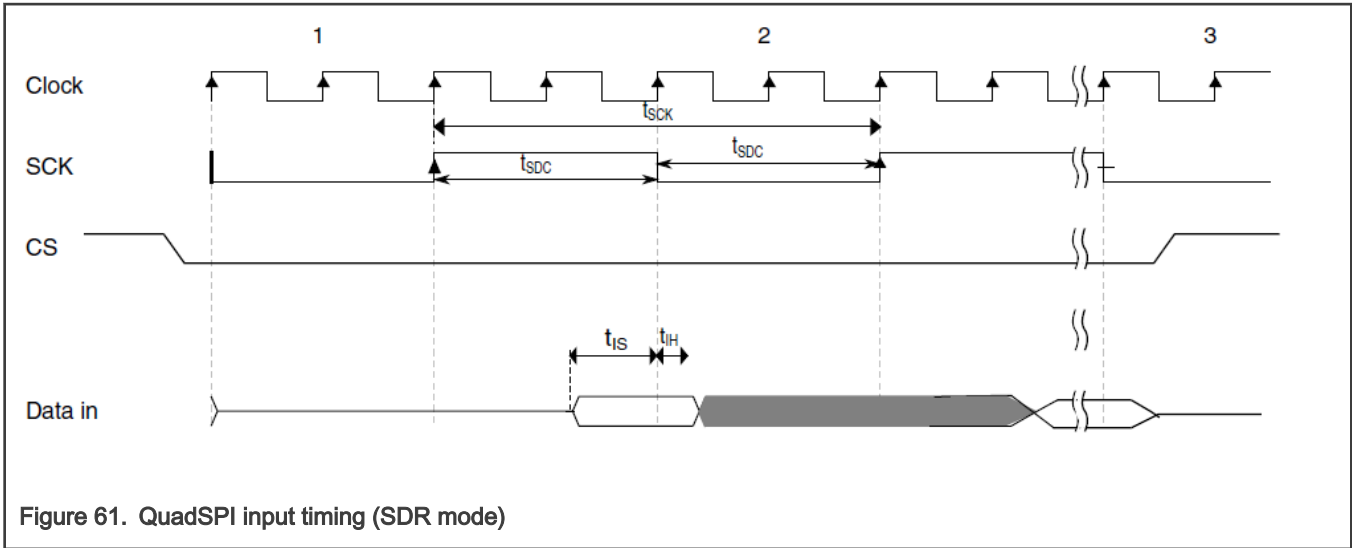 1 2 3
Clock
tSCK
SCK tSDC tSDC
CS
tIS tIH
Data in
Figure 61. QuadSPI input timing (SDR mode)